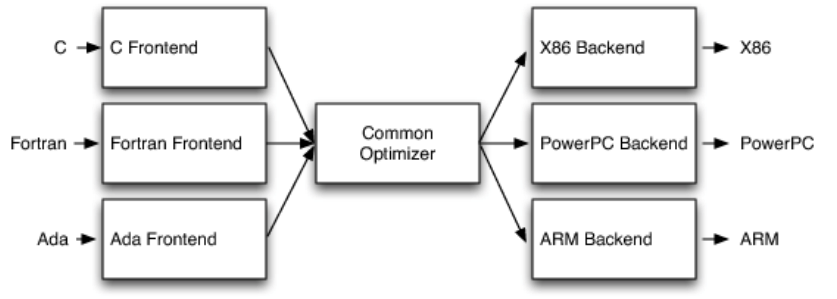 C
C Frontend
X86 Backend
X86
Fortran
Fortran Frontend
Common
Optimizer
PowerPC Backend
PowerPC
Ada
Ada Frontend
ARM Backend
ARM